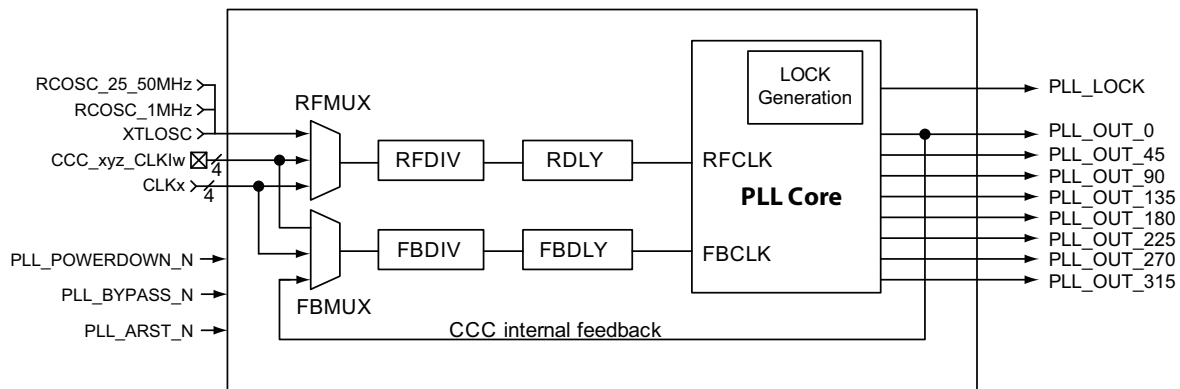 RCOSC_25_50MHz
RCOSC_1MHz
XTLOSC
CCC_xyz_CLKIw
4
CLKx
4
PLL_POWERDOWN_N
PLL_BYPASS_N
PLL_ARST_N
RFMUX
RFDIV
RDLY
FBMUX
FBDIV
FBDLY
LOCK
Generation
RFCLK
PLL Core
FBCLK
CCC internal feedback
PLL_LOCK
PLL_OUT_0
PLL_OUT_45
PLL_OUT_90
PLL_OUT_135
PLL_OUT_180
PLL_OUT_225
PLL_OUT_270
PLL_OUT_315